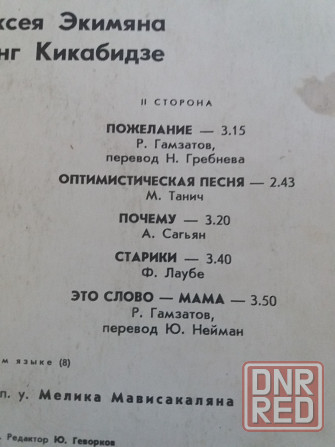 ксея Экимяна
нг Кикабидзе
II СТОРОНА
ПОЖЕЛАНИЕ — 3.15
Р. Гамзатов,
перевод Н. Гребнева
ОПТИМИСТИЧЕСКАЯ ПЕСНЯ — 2.43
М. Танич
ПОЧЕМУ — 3.20
А. Сагьян
СТАРИКИ — 3.40
Ф. Лаубе
ЭТО СЛОВО — МАМА — 3.50
Р. Гамзатов,
перевод Ю. Нейман
м языке (8)
п. у. Мелика Мависакаляна
. Редактор Ю. Геворков
DNR
RED